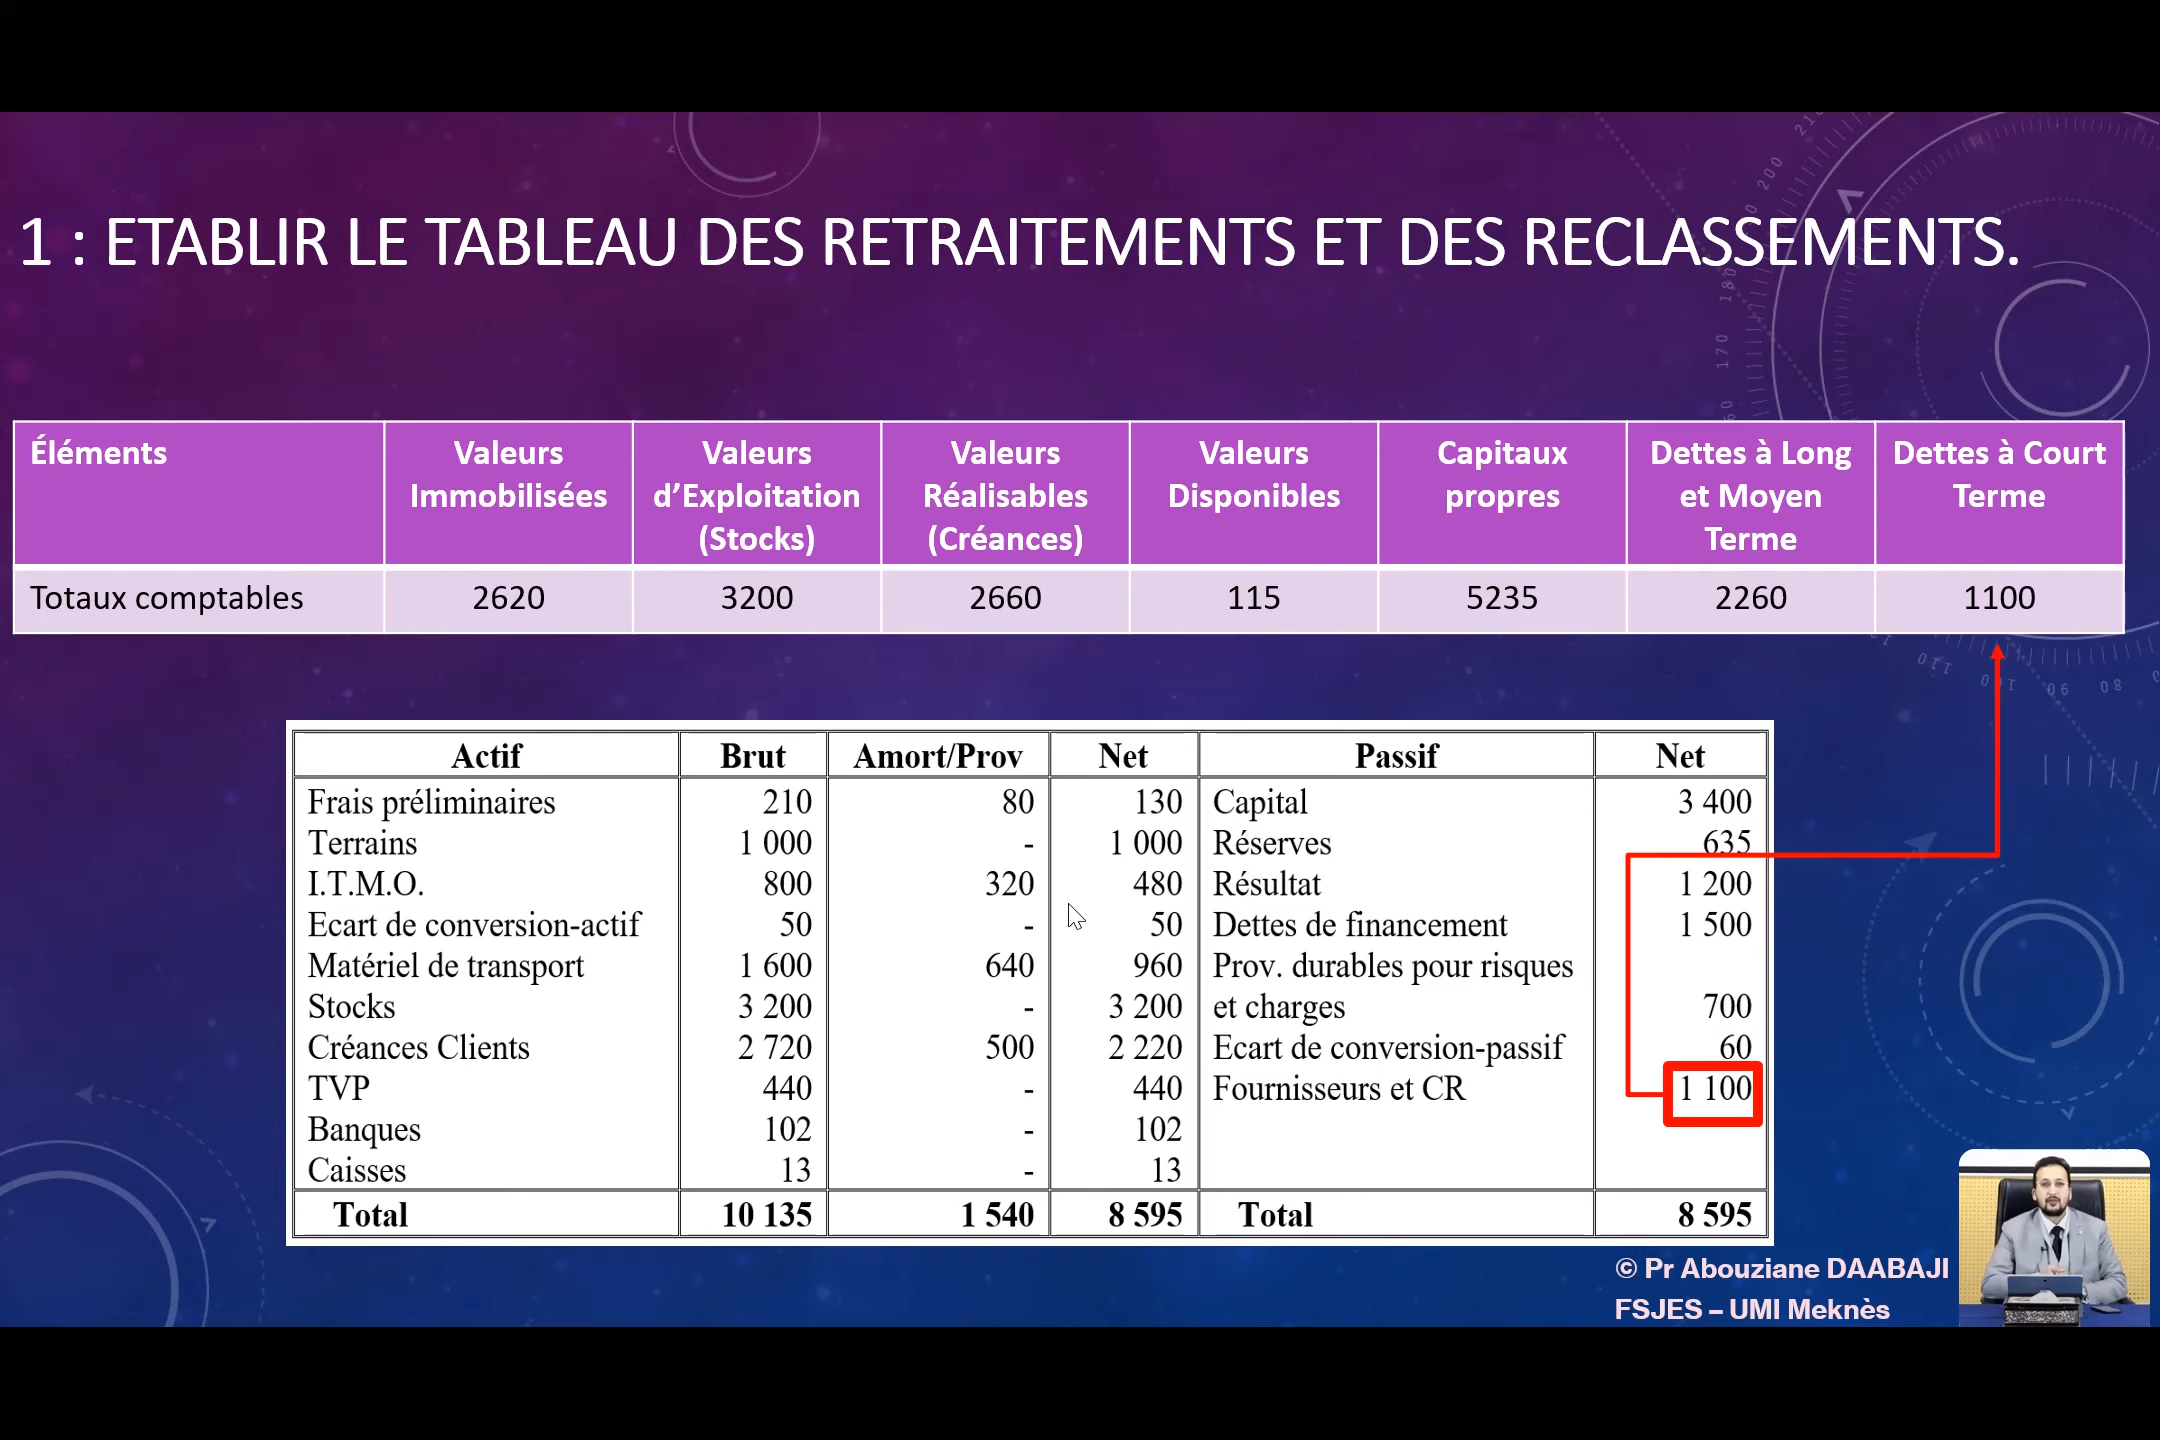 1 : ETABLIR LE TABLEAU DES RETRAITEMENTS ET DES RECLASSEMENTS.
Éléments | Valeurs Immobilisées | Valeurs d’Exploitation (Stocks) | Valeurs Réalisables (Créances) | Valeurs Disponibles | Capitaux propres | Dettes à Long et Moyen Terme | Dettes à Court Terme
Totaux comptables | 2620 | 3200 | 2660 | 115 | 5235 | 2260 | 1100
Actif | Brut | Amort/Prov | Net | Passif | Net
Frais préliminaires | 210 | 80 | 130 | Capital | 3 400
Terrains | 1 000 | - | 1 000 | Réserves | 635
I.T.M.O. | 800 | 320 | 480 | Résultat | 1 200
Ecart de conversion-actif | 50 | - | 50 | Dettes de financement | 1 500
Matériel de transport | 1 600 | 640 | 960 | Prov. durables pour risques
Stocks | 3 200 | - | 3 200 | et charges | 700
Créances Clients | 2 720 | 500 | 2 220 | Ecart de conversion-passif | 60
TVP | 440 | - | 440 | Fournisseurs et CR | 1 100
Banques | 102 | - | 102
Caisses | 13 | - | 13
Total | 10 135 | 1 540 | 8 595 | Total | 8 595
© Pr Abouziane DAABAJI
FSJES – UMI Meknès